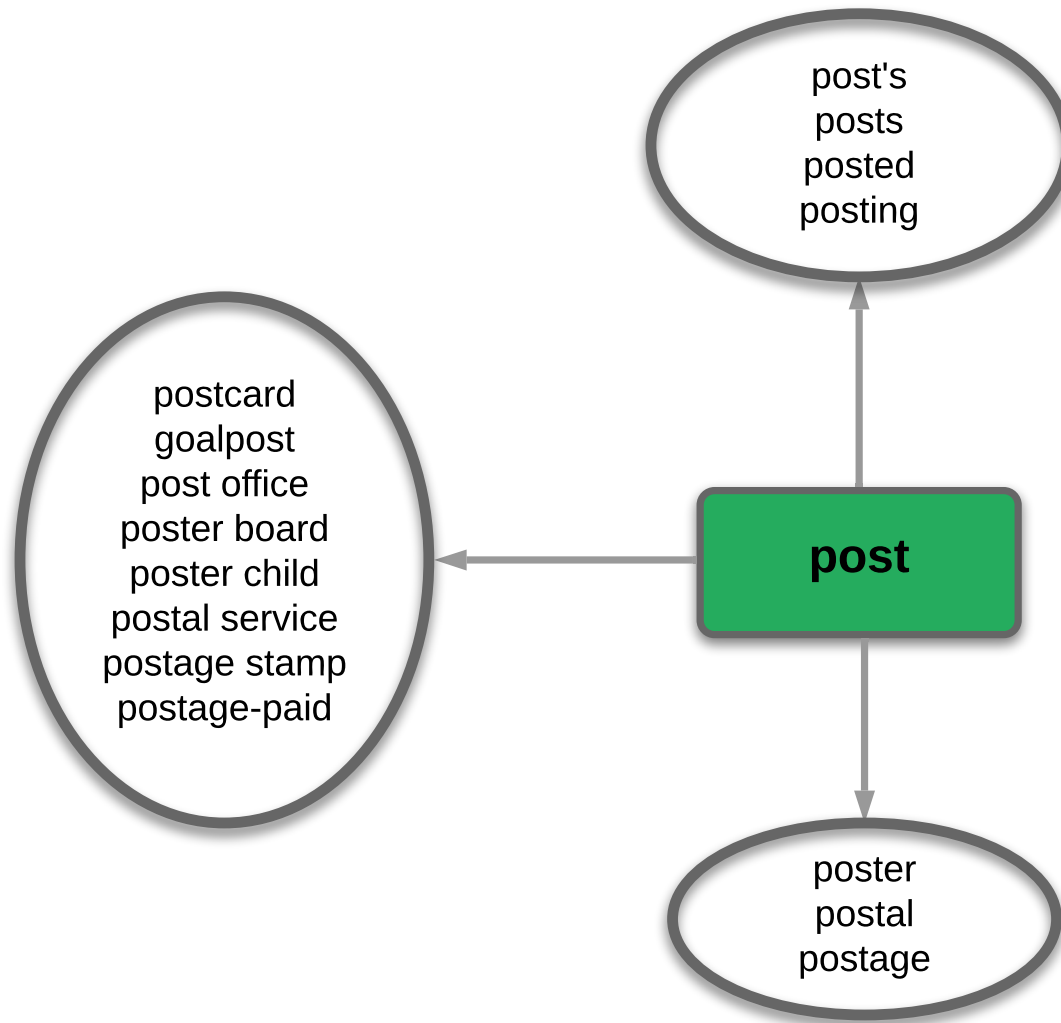 post's
posts
posted
posting
postcard
goalpost
post office
poster board
poster child
postal service
postage stamp
postage-paid
post
poster
postal
postage